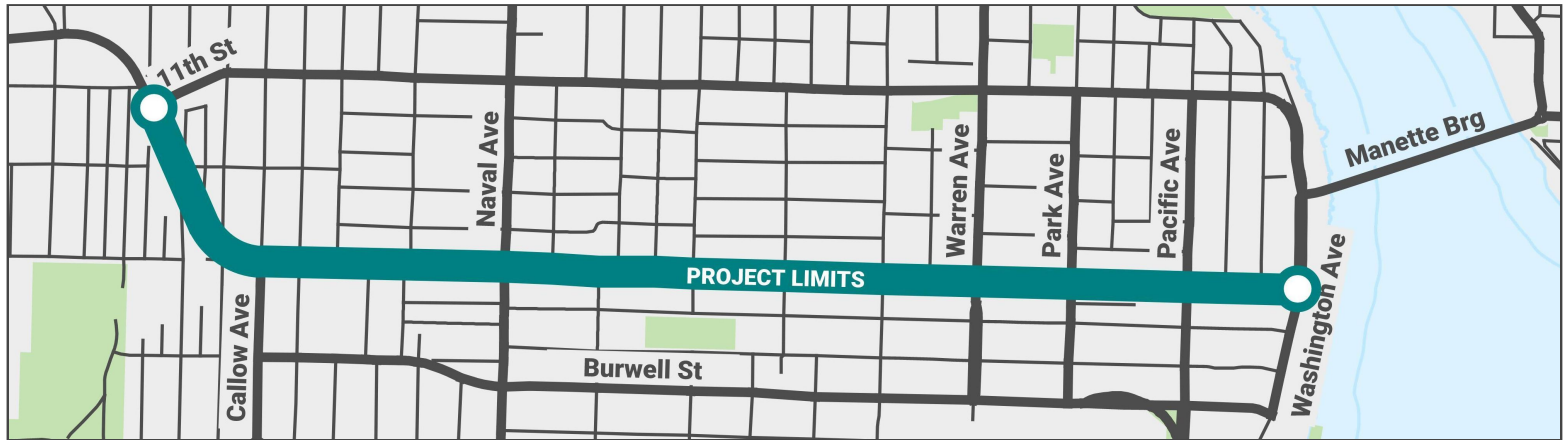 11th St
Naval Ave
Warren Ave
Park Ave
Pacific Ave
Manette Brg
PROJECT LIMITS
Callow Ave
Burwell St
Washington Ave